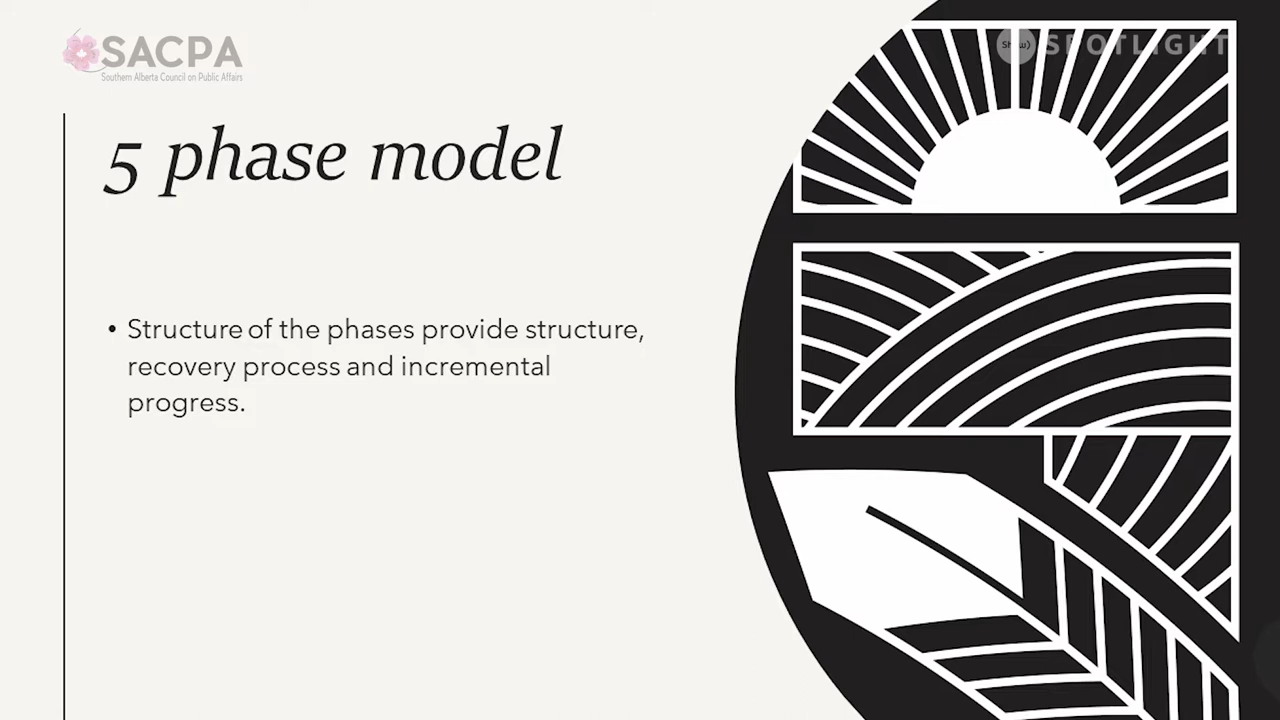 SACPA
Southern Alberta Council on Public Affairs
Shaw) SPOTLIGHT
5 phase model
• Structure of the phases provide structure,
recovery process and incremental
progress.